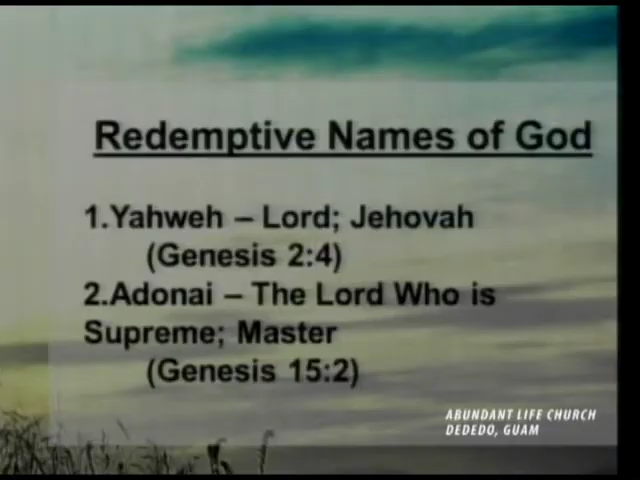 Redemptive Names of God
1.Yahweh – Lord; Jehovah
(Genesis 2:4)
2.Adonai – The Lord Who is
Supreme; Master
(Genesis 15:2)
ABUNDANT LIFE CHURCH
DEDEDO, GUAM